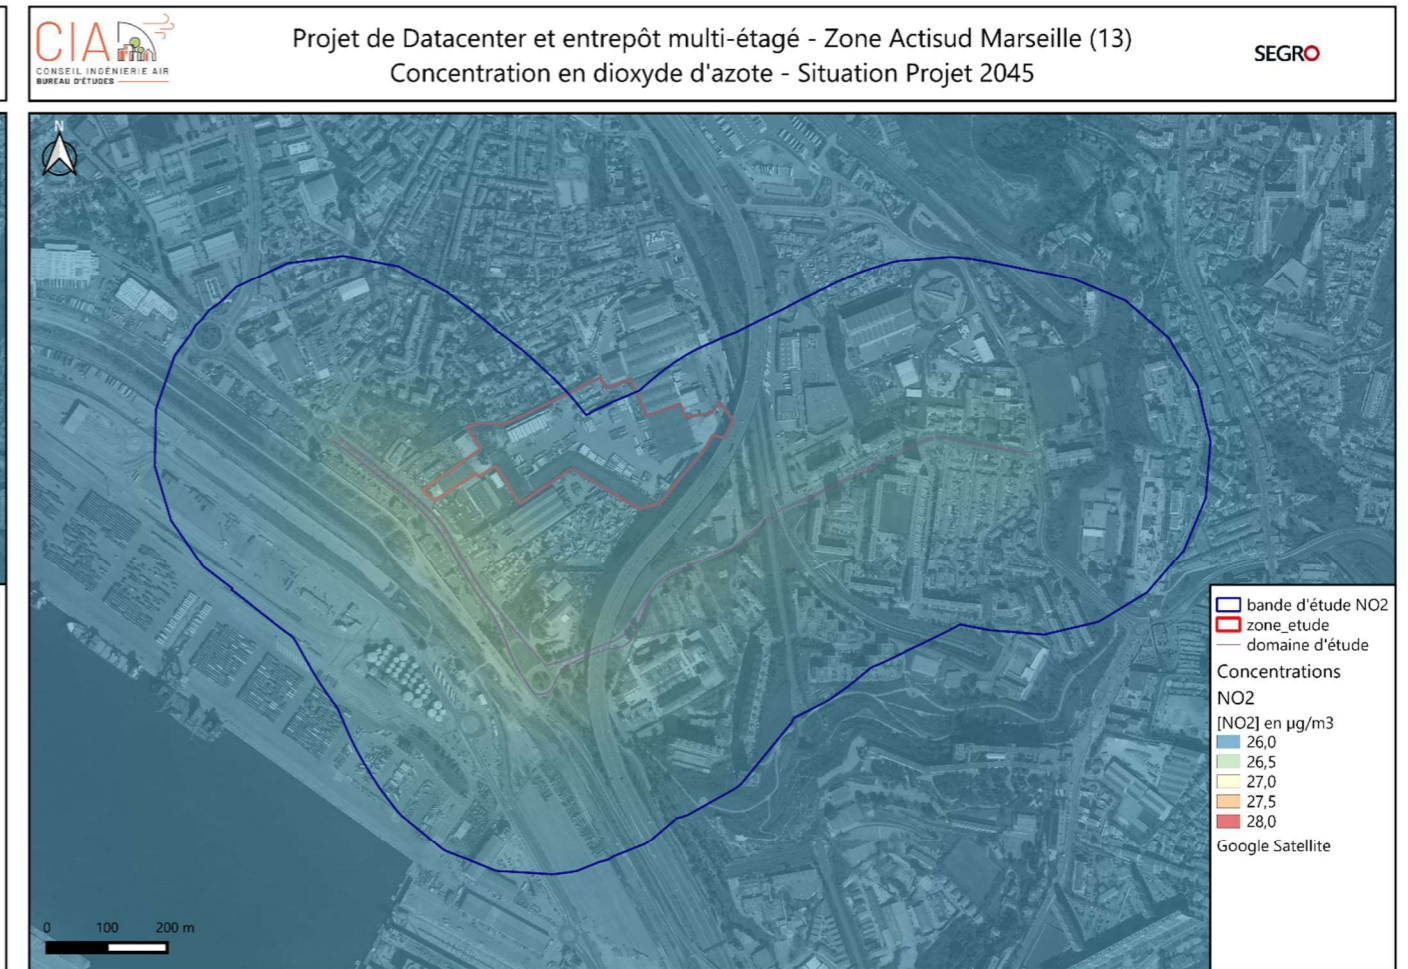 CIA
CONSEIL INGÉNIERIE AIR
BUREAU D'ÉTUDES
Projet de Datacenter et entrepôt multi-étagé - Zone Actisud Marseille (13)
Concentration en dioxyde d'azote - Situation Projet 2045
SEGRO
N
bande d'étude NO2
zone_etude
domaine d'étude
Concentrations
NO2
[NO2] en µg/m3
26,0
26,5
27,0
27,5
28,0
Google Satellite
0 100 200 m